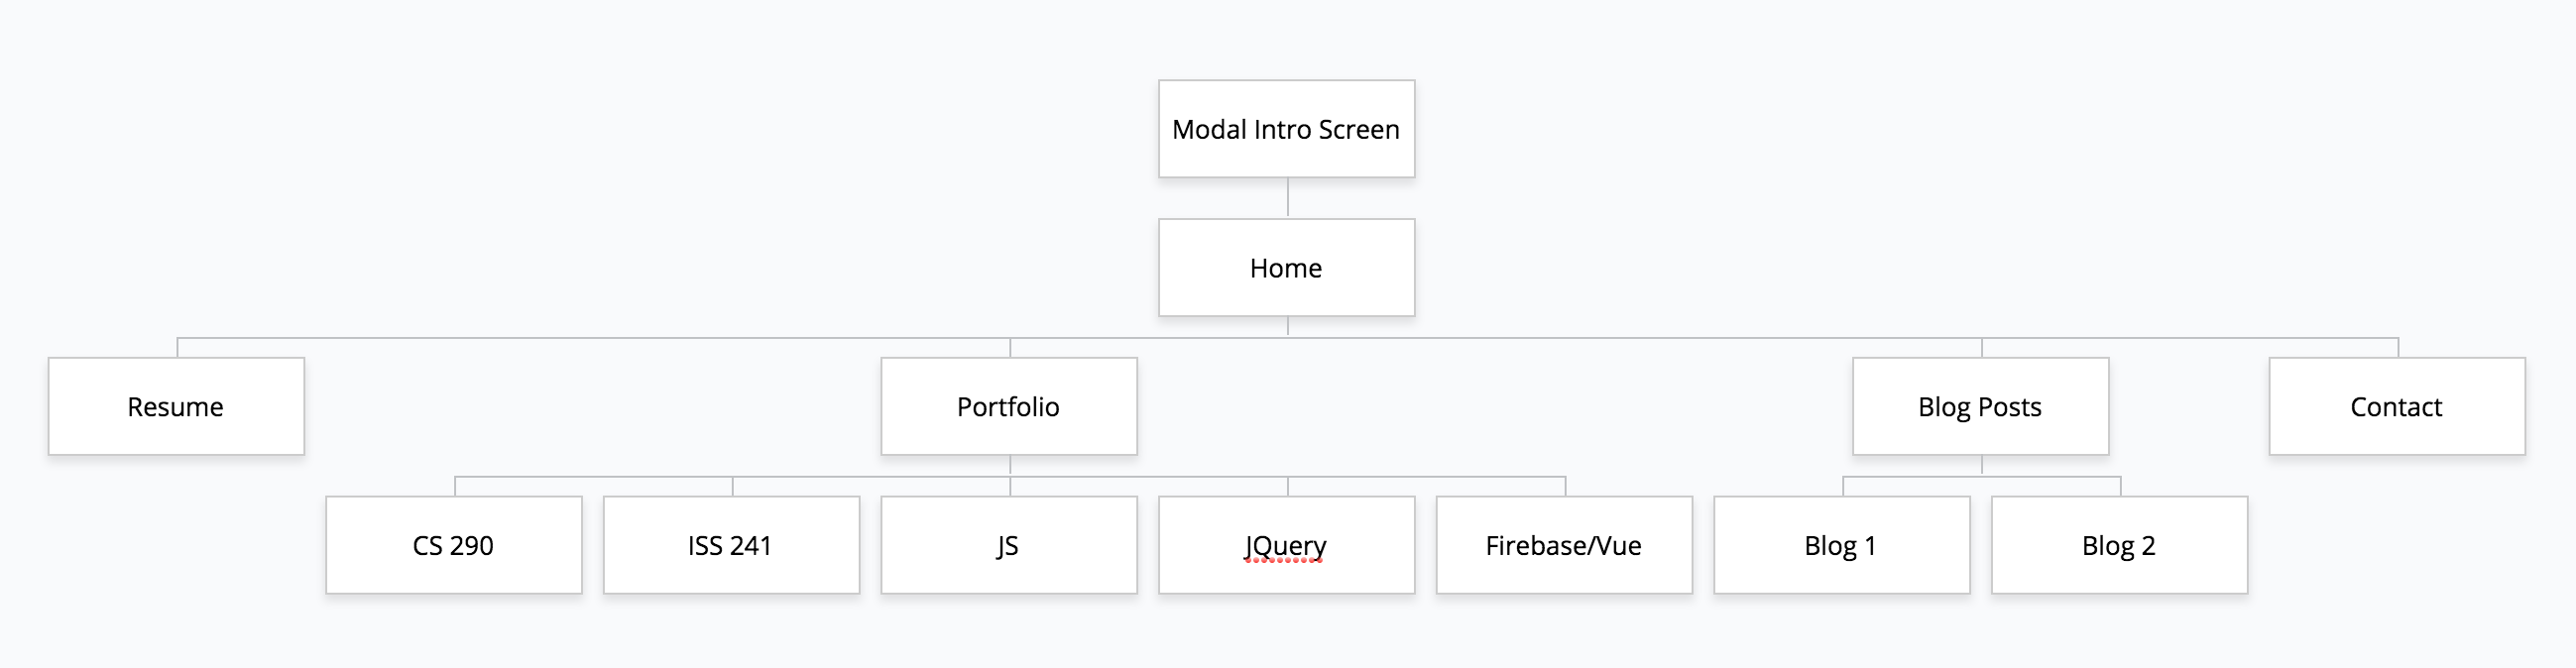 Modal Intro Screen
Home
Resume
Portfolio
Blog Posts
Contact
CS 290
ISS 241
JS
JQuery
Firebase/Vue
Blog 1
Blog 2